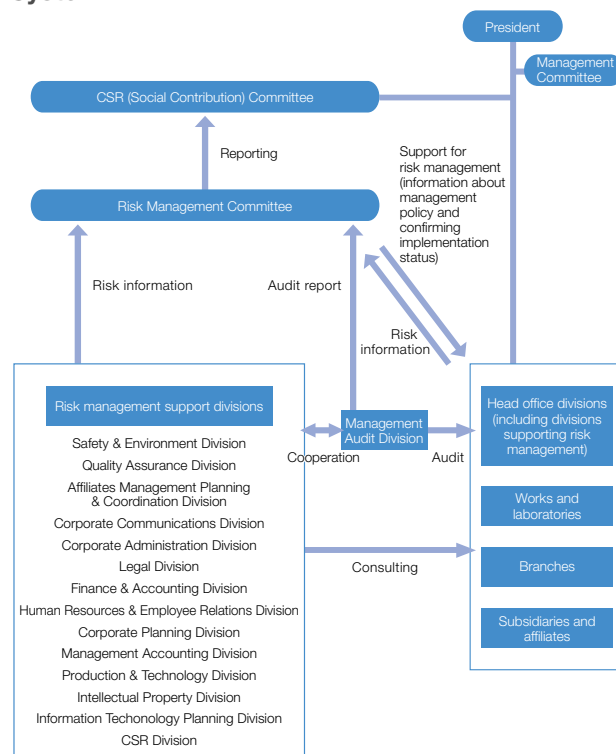 President
Management
Committee
CSR (Social Contribution) Committee
Reporting
Support for
risk management
(information about
management
policy and
confirming
implementation
status)
Risk Management Committee
Risk information
Audit report
Risk
information
Risk management support divisions
Safety & Environment Division
Quality Assurance Division
Affiliates Management Planning
& Coordination Division
Corporate Communications Division
Corporate Administration Division
Legal Division
Finance & Accounting Division
Human Resources & Employee Relations Division
Corporate Planning Division
Management Accounting Division
Production & Technology Division
Intellectual Property Division
Information Techonology Planning Division
CSR Division
Cooperation
Management
Audit Division
Audit
Consulting
Head office divisions
(including divisions
supporting risk
management)
Works and
laboratories
Branches
Subsidiaries and
affiliates